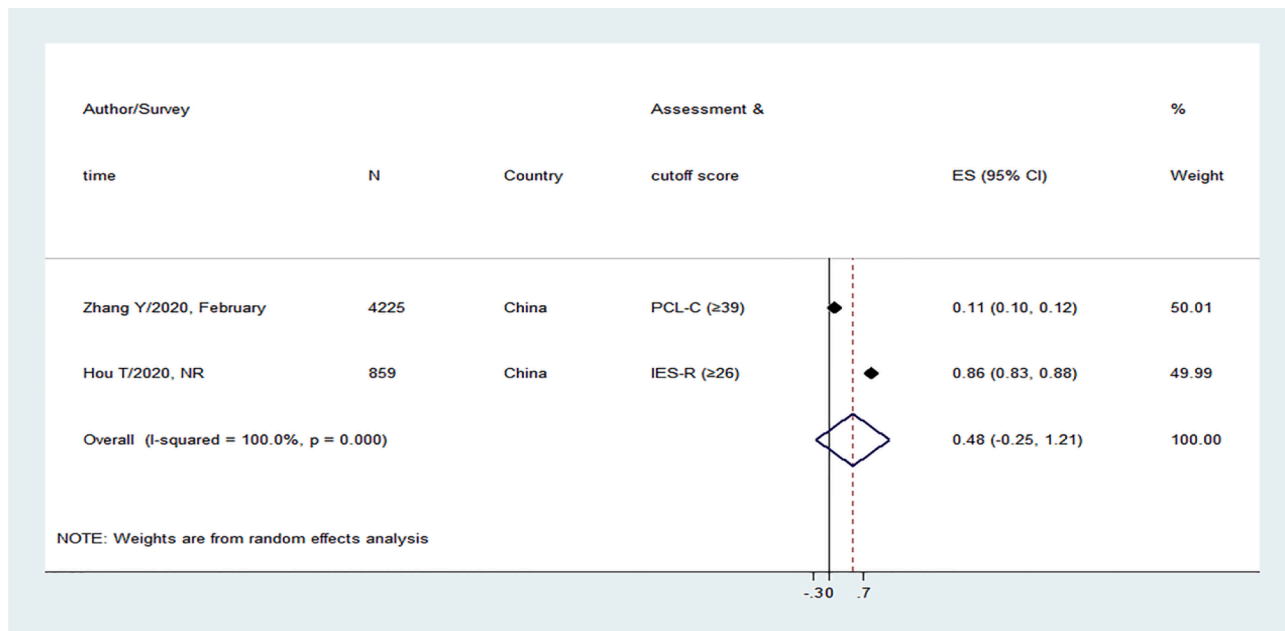 Author/Survey Assessment & %
time N Country cutoff score ES (95% CI) Weight
Zhang Y/2020, February 4225 China PCL-C (≥39) 0.11 (0.10, 0.12) 50.01
Hou T/2020, NR 859 China IES-R (≥26) 0.86 (0.83, 0.88) 49.99
Overall (I-squared = 100.0%, p = 0.000) 0.48 (-0.25, 1.21) 100.00
NOTE: Weights are from random effects analysis
-.3 0 .7